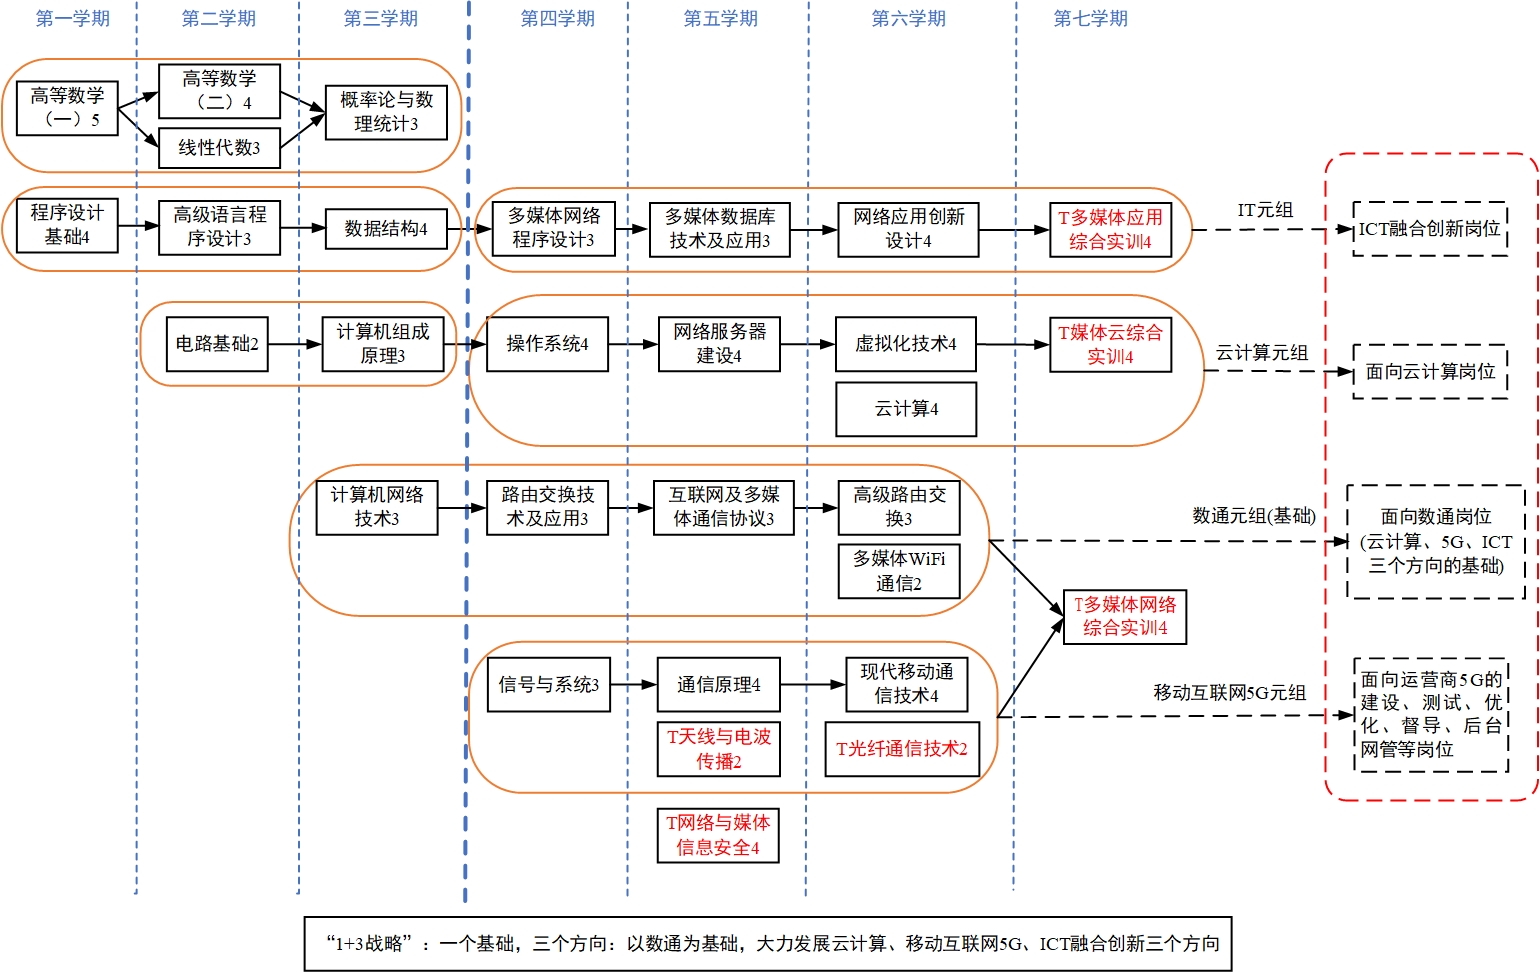 第一学期
第二学期
第三学期
第四学期
第五学期
第六学期
第七学期
高等数学
（一）5
高等数学
（二）4
线性代数3
概率论与数
理统计3
程序设计
基础4
高级语言程
序设计3
数据结构4
多媒体网络
程序设计3
多媒体数据库
技术及应用3
网络应用创新
设计4
T多媒体应用
综合实训4
IT元组
ICT融合创新岗位
电路基础2
计算机组成
原理3
操作系统4
网络服务器
建设4
虚拟化技术4
云计算4
T媒体云综合
实训4
云计算元组
面向云计算岗位
计算机网络
技术3
路由交换技
术及应用3
互联网及多媒
体通信协议3
高级路由交
换3
多媒体WiFi
通信2
数通元组(基础)
面向数通岗位
(云计算、5G、ICT
三个方向的基础)
T多媒体网络
综合实训4
信号与系统3
通信原理4
现代移动通
信技术4
T天线与电波
传播2
T光纤通信技术2
移动互联网5G元组
面向运营商5G的
建设、测试、优
化、督导、后台
网管等岗位
T网络与媒体
信息安全4
“1+3战略”：一个基础，三个方向：以数通为基础，大力发展云计算、移动互联网5G、ICT融合创新三个方向